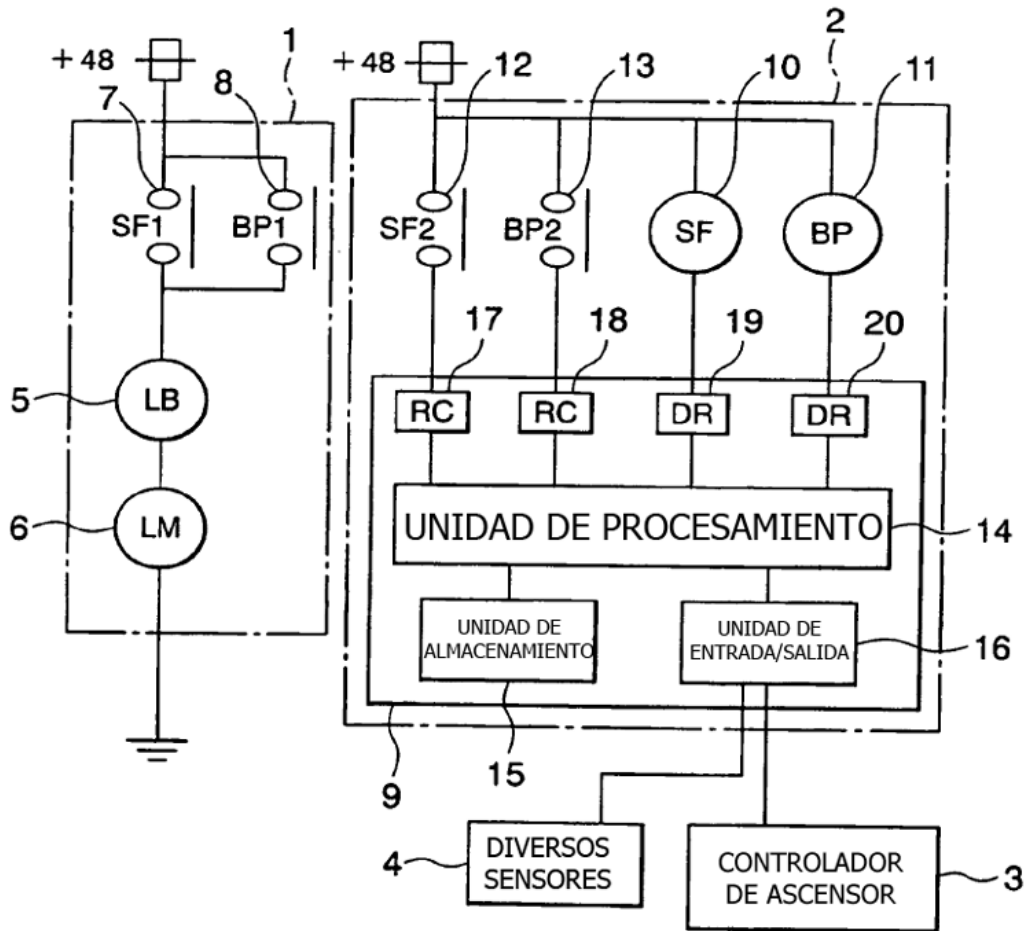 +48
1
+48
2
7
8
12
13
10
11
SF1
BP1
SF2
BP2
SF
BP
17
18
19
20
5
LB
RC
RC
DR
DR
6
LM
UNIDAD DE PROCESAMIENTO
14
UNIDAD DE
ALMACENAMIENTO
UNIDAD DE
ENTRADA/SALIDA
16
9
15
4
DIVERSOS
SENSORES
CONTROLADOR
DE ASCENSOR
3